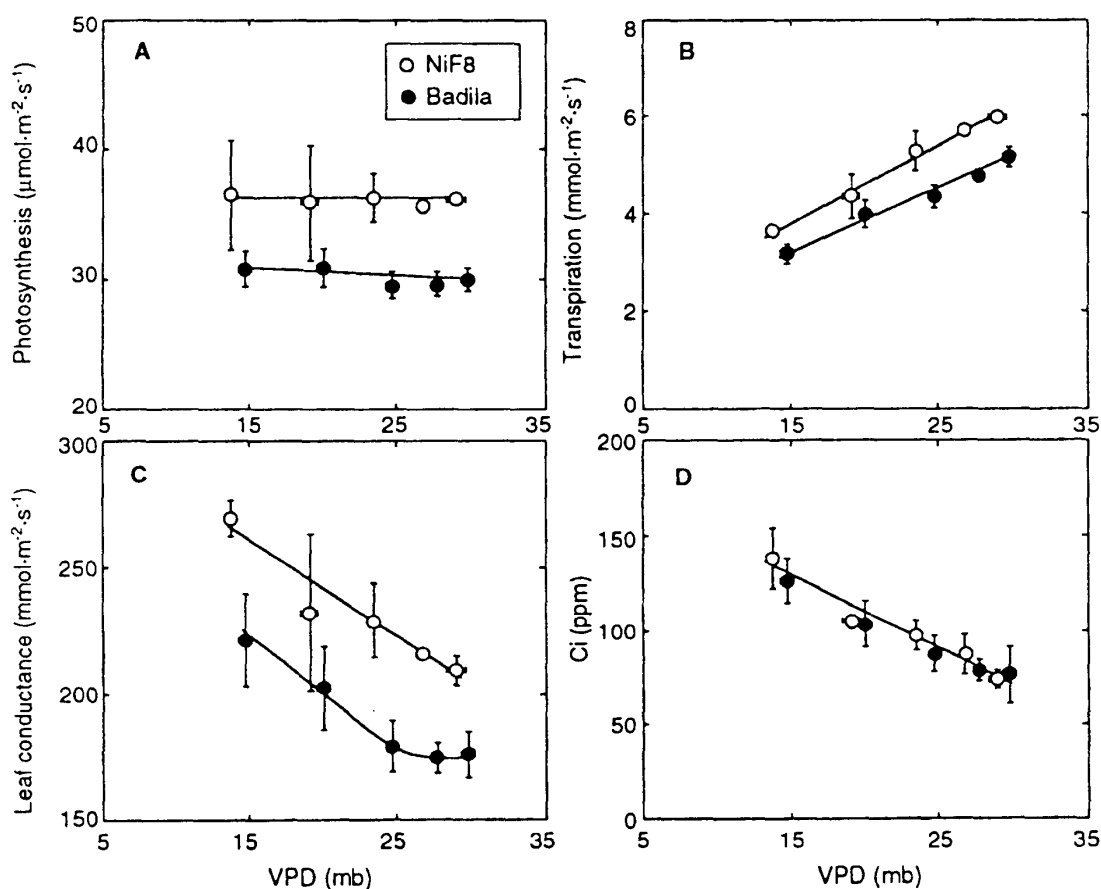 A
NiF8
Badila
Photosynthesis (μmol·m⁻²·s⁻¹)
50
40
30
20
5 15 25 35
B
Transpiration (mmol·m⁻²·s⁻¹)
8
6
4
2
0
5 15 25 35
C
Leaf conductance (mmol·m⁻²·s⁻¹)
300
250
200
150
5 15 25 35
VPD (mb)
D
Ci (ppm)
200
150
100
50
0
5 15 25 35
VPD (mb)